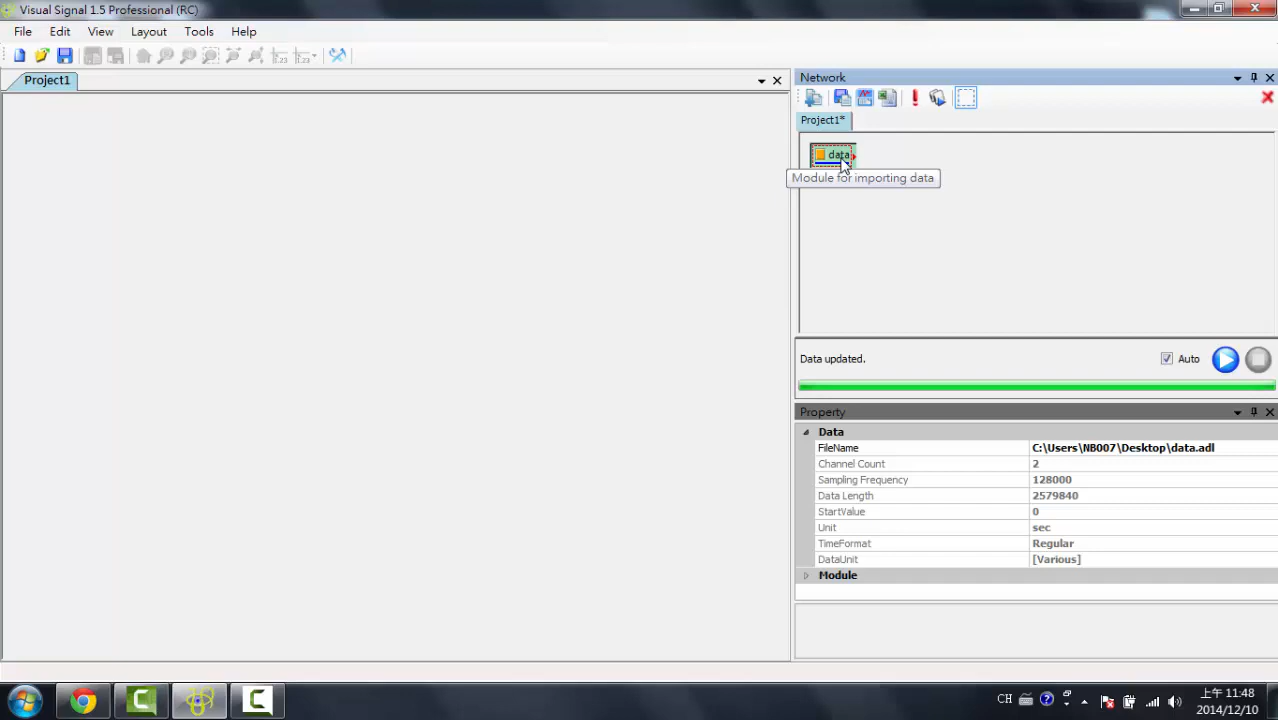 Visual Signal 1.5 Professional (RC)
File Edit View Layout Tools Help
Project1
Network
Project1*
data
Module for importing data
Data updated.
Auto
Property
Data
FileName C:\Users\NB007\Desktop\data.adl
Channel Count 2
Sampling Frequency 128000
Data Length 2579840
StartValue 0
Unit sec
TimeFormat Regular
DataUnit [Various]
Module
CH
上午 11:48
2014/12/10